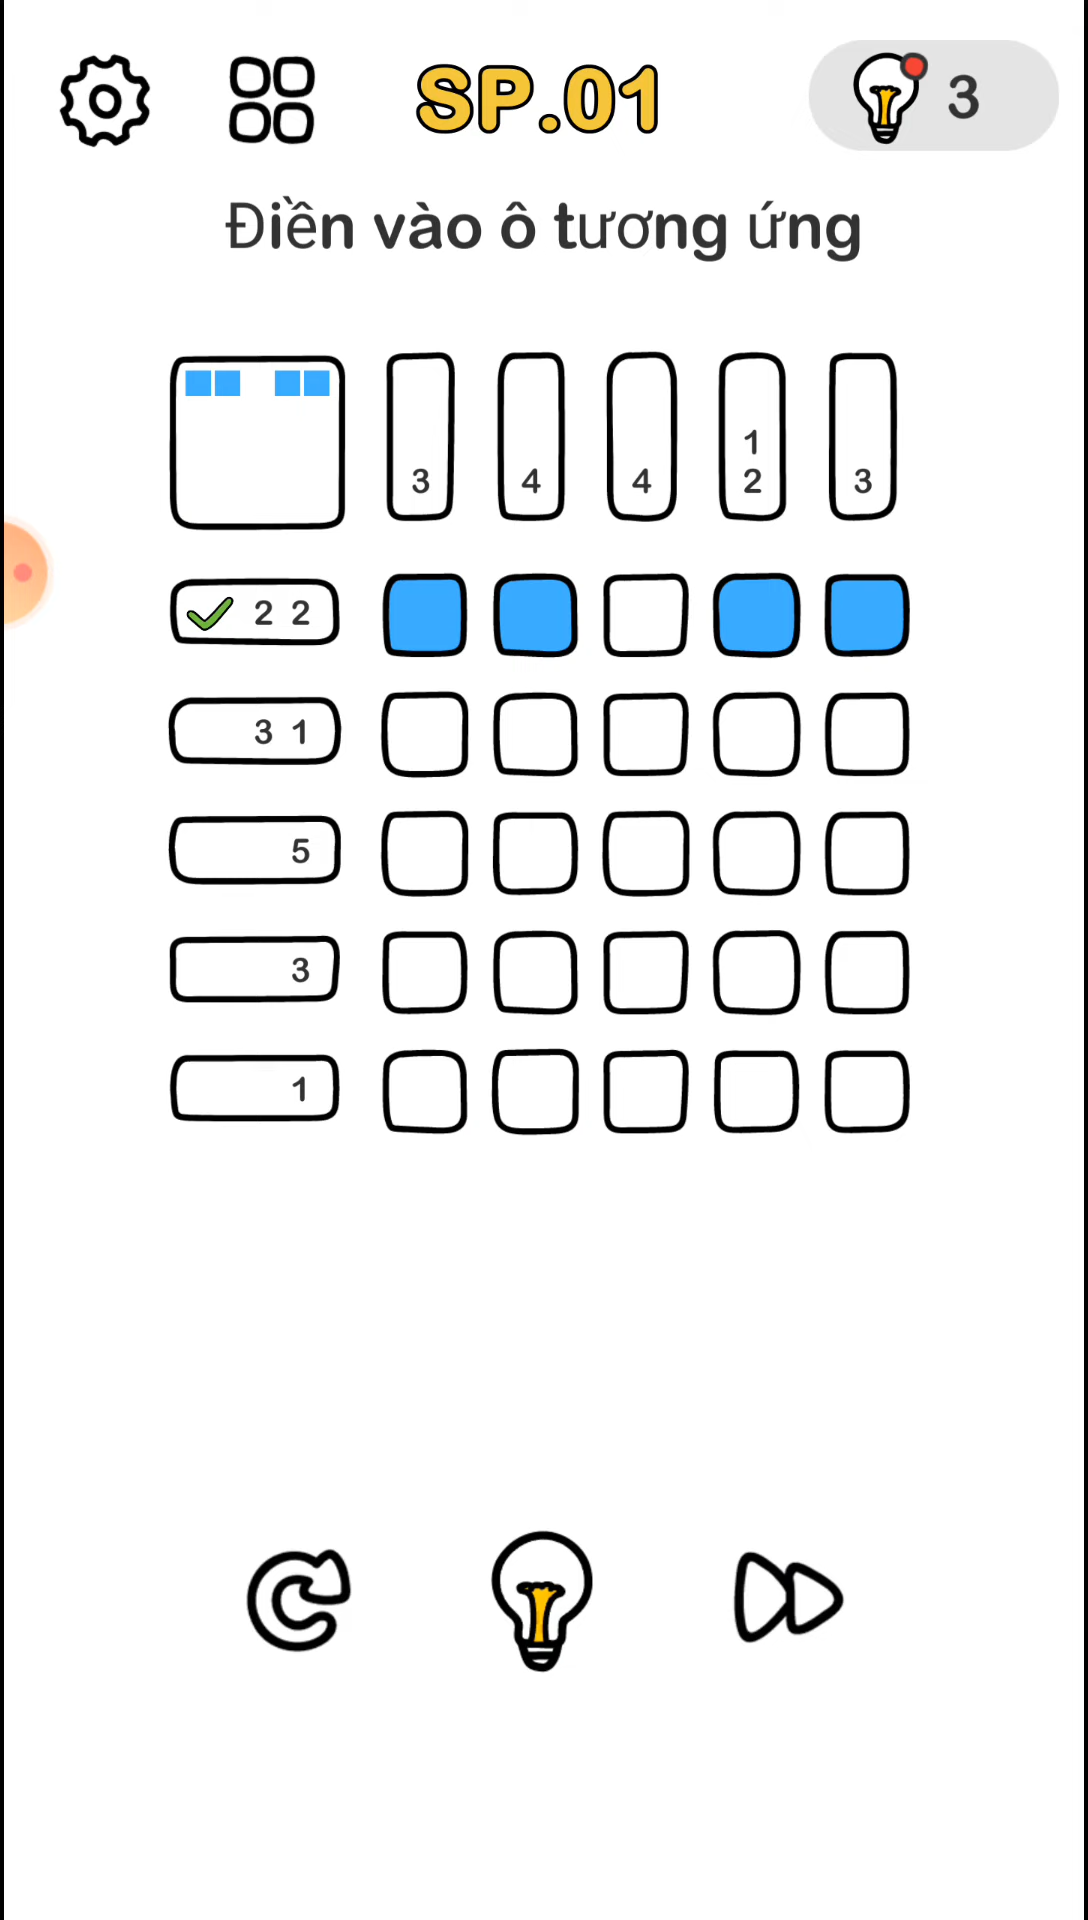 SP.01
3
Điền vào ô tương ứng
3 4 4 1 2 3
2 2
3 1
5
3
1